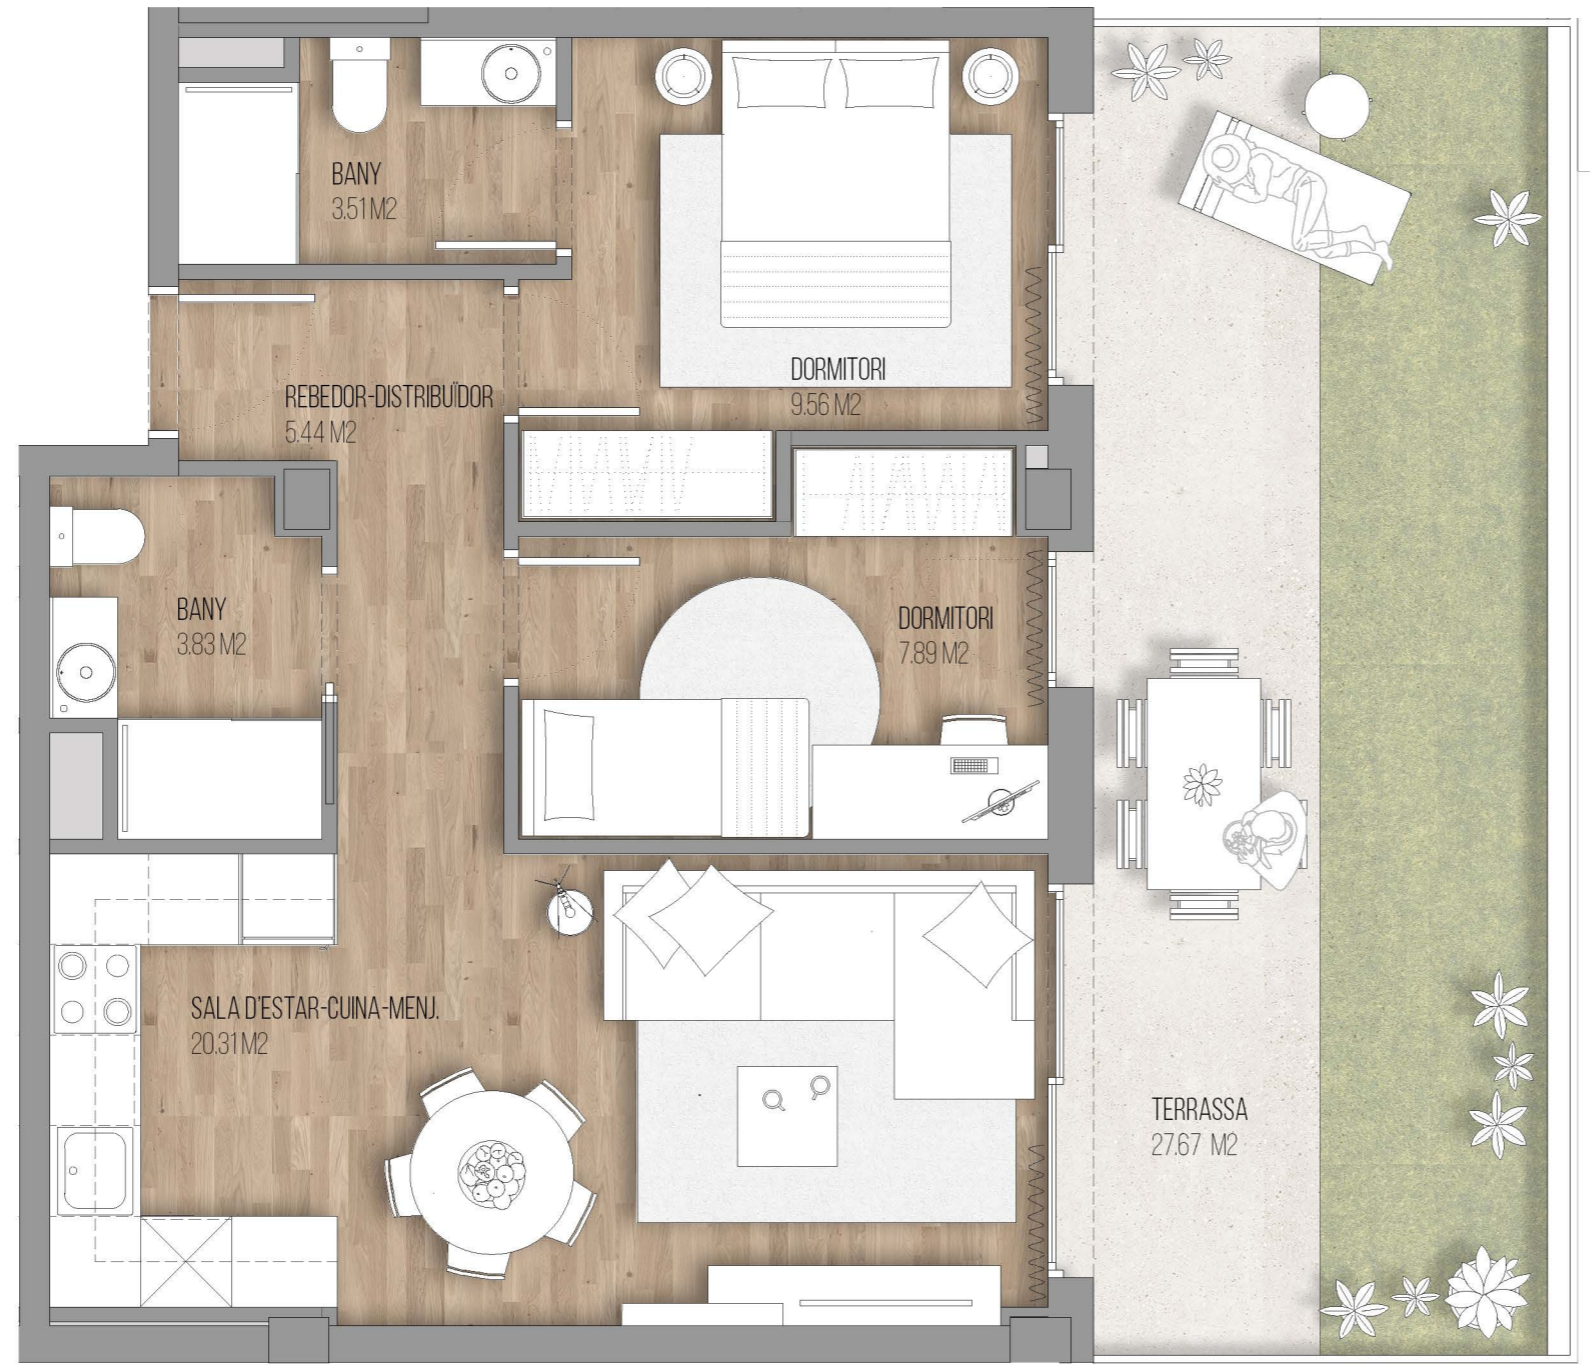 BANY
3.51 M2
DORMITORI
9.56 M2
REBEDOR-DISTRIBUÏDOR
5.44 M2
BANY
3.83 M2
DORMITORI
7.89 M2
SALA D'ESTAR-CUINA-MENJ.
20.31 M2
TERRASSA
27.67 M2